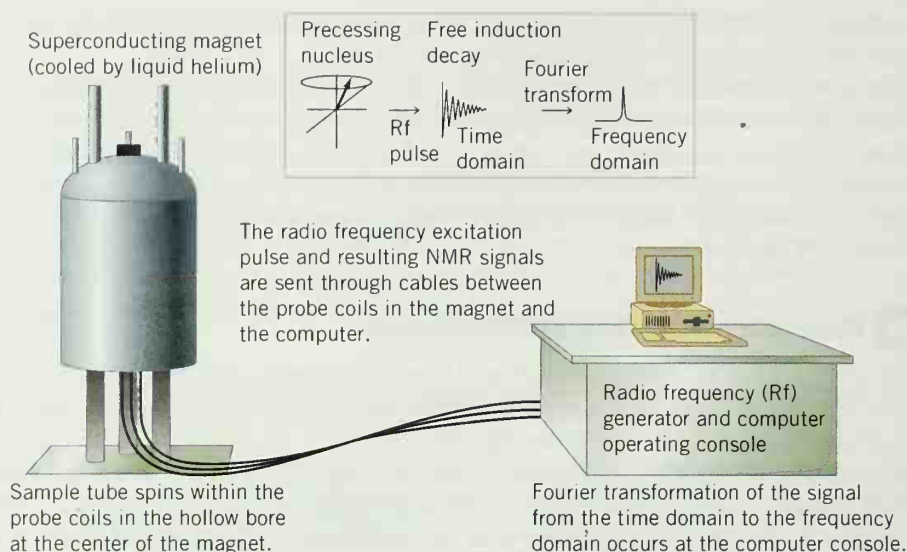 Superconducting magnet
(cooled by liquid helium)
Precessing
nucleus
Rf
pulse
Free induction
decay
Time
domain
Fourier
transform
Frequency
domain
The radio frequency excitation
pulse and resulting NMR signals
are sent through cables between
the probe coils in the magnet and
the computer.
Radio frequency (Rf)
generator and computer
operating console
Sample tube spins within the
probe coils in the hollow bore
at the center of the magnet.
Fourier transformation of the signal
from the time domain to the frequency
domain occurs at the computer console.